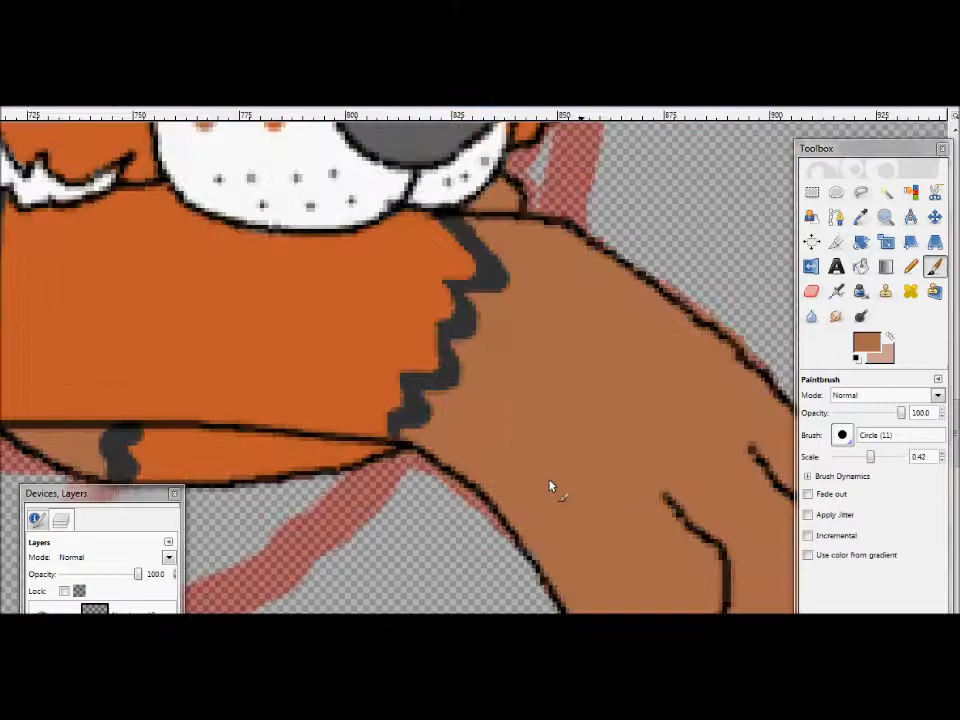 725 750 775 800 825 850 875 900 925
Toolbox
Paintbrush
Mode: Normal
Opacity: 100.0
Brush: Circle (11)
Scale: 0.42
Brush Dynamics
Fade out
Apply Jitter
Incremental
Use color from gradient
Devices, Layers
Layers
Mode: Normal
Opacity: 100.0
Lock: